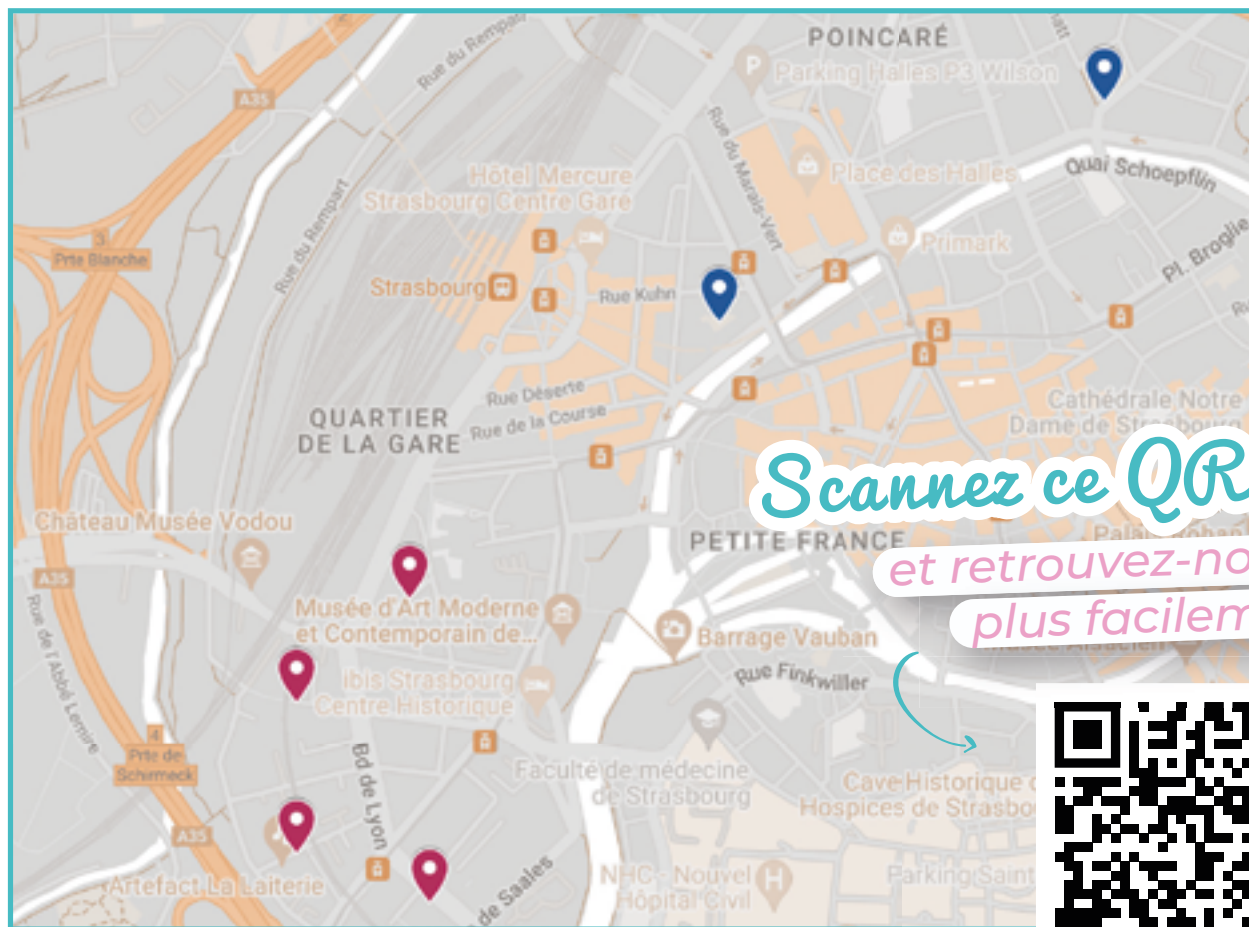 POINCARÉ
Parking Halles P3 Wilson
Rue du Rempart
A35
Rue du Marais-Vert
Place des Halles
Quai Schoepflin
Hôtel Mercure
Strasbourg Centre Gare
Rue du Rempart
Primark
Pl. Broglie
3
Prte Blanche
Strasbourg
Rue Kuhn
Rue Déserte
Rue de la Course
QUARTIER
DE LA GARE
Cathédrale Notre
Dame de Strasbourg
Scannez ce QR
et retrouvez-no
plus facilem
Château Musée Vodou
PETITE FRANCE
A35
Rue de l'Abbé Lemire
Musée d'Art Moderne
et Contemporain de...
Barrage Vauban
ibis Strasbourg
Centre Historique
Rue Finkwiller
4
Prte de
Schirmeck
Bd de Lyon
Faculté de médecine
de Strasbourg
Cave Historique
Hospices de Strasbou
A35
Artefact La Laiterie
de Saales
NHC - Nouvel
Hôpital Civil
H
Parking Saint
P